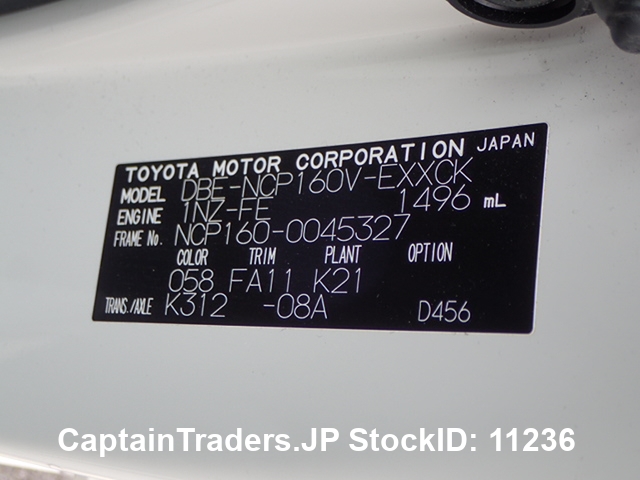 TOYOTA MOTOR CORPORATION JAPAN
MODEL DBE-NCP160V-EXXCK
ENGINE 1NZ-FE 1496 mL
FRAME No. NCP160-0045327
COLOR TRIM PLANT OPTION
058 FA11 K21
TRANS./AXLE K312 -08A D456
CaptainTraders.JP StockID: 11236